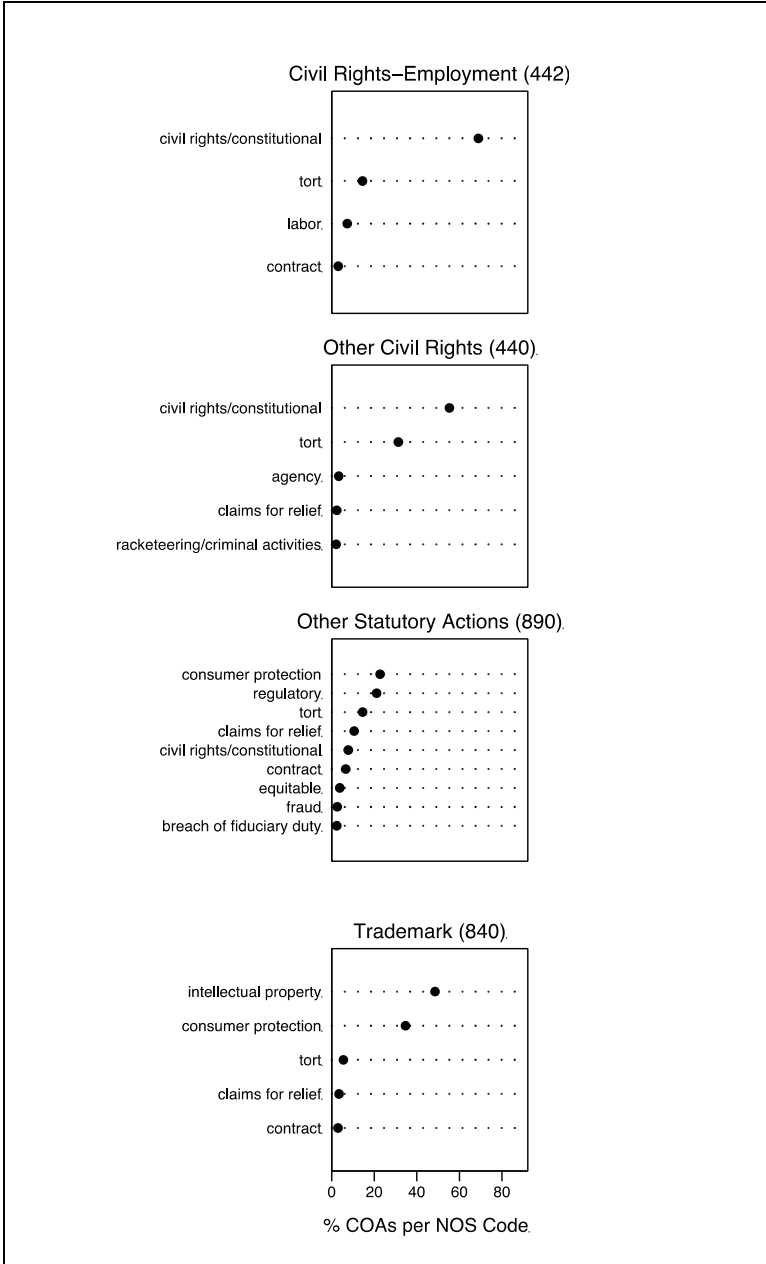 Civil Rights–Employment (442)
civil rights/constitutional
tort
labor
contract
Other Civil Rights (440)
civil rights/constitutional
tort
agency
claims for relief
racketeering/criminal activities
Other Statutory Actions (890)
consumer protection
regulatory
tort
claims for relief
civil rights/constitutional
contract
equitable
fraud
breach of fiduciary duty
Trademark (840)
intellectual property
consumer protection
tort
claims for relief
contract
0 20 40 60 80
% COAs per NOS Code